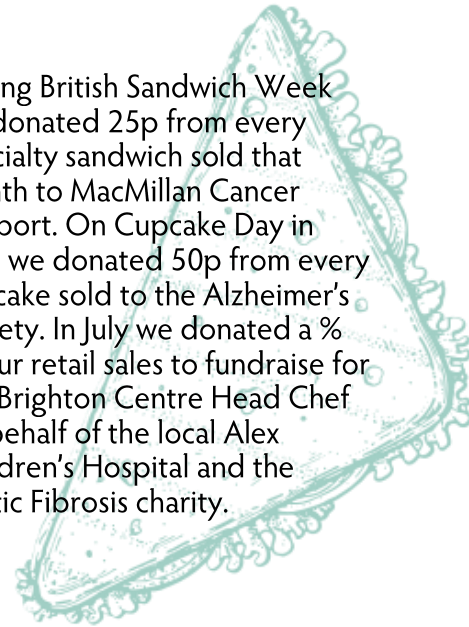 ng British Sandwich Week
donated 25p from every
cialty sandwich sold that
nth to MacMillan Cancer
port. On Cupcake Day in
we donated 50p from every
cake sold to the Alzheimer's
ety. In July we donated a %
ur retail sales to fundraise for
Brighton Centre Head Chef
behalf of the local Alex
dren's Hospital and the
tic Fibrosis charity.